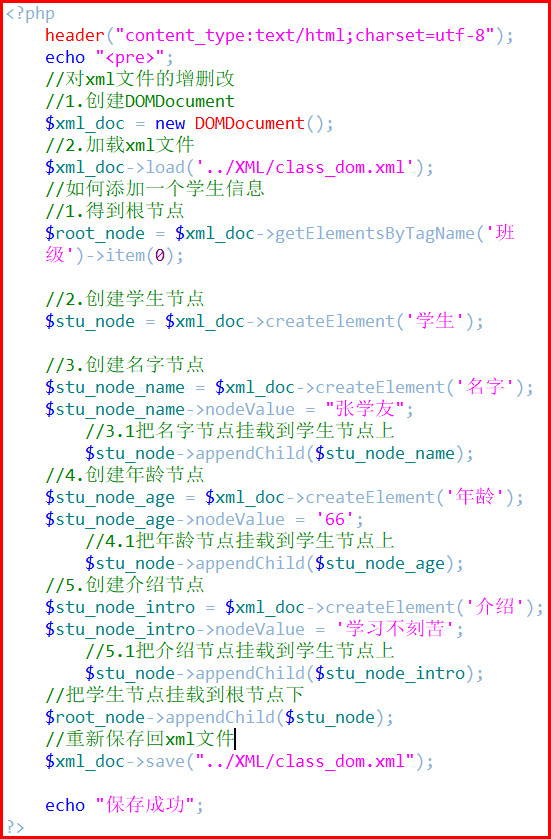 <?php
header("content_type:text/html;charset=utf-8");
echo "<pre>";
//对xml文件的增删改
//1.创建DOMDocument
$xml_doc = new DOMDocument();
//2.加载xml文件
$xml_doc->load('../XML/class_dom.xml');
//如何添加一个学生信息
//1.得到根节点
$root_node = $xml_doc->getElementsByTagName('班
级')->item(0);
//2.创建学生节点
$stu_node = $xml_doc->createElement('学生');
//3.创建名字节点
$stu_node_name = $xml_doc->createElement('名字');
$stu_node_name->nodeValue = "张学友";
//3.1把名字节点挂载到学生节点上
$stu_node->appendChild($stu_node_name);
//4.创建年龄节点
$stu_node_age = $xml_doc->createElement('年龄');
$stu_node_age->nodeValue = '66';
//4.1把年龄节点挂载到学生节点上
$stu_node->appendChild($stu_node_age);
//5.创建介绍节点
$stu_node_intro = $xml_doc->createElement('介绍');
$stu_node_intro->nodeValue = '学习不刻苦';
//5.1把介绍节点挂载到学生节点上
$stu_node->appendChild($stu_node_intro);
//把学生节点挂载到根节点下
$root_node->appendChild($stu_node);
//重新保存回xml文件
$xml_doc->save("../XML/class_dom.xml");
echo "保存成功";
?>